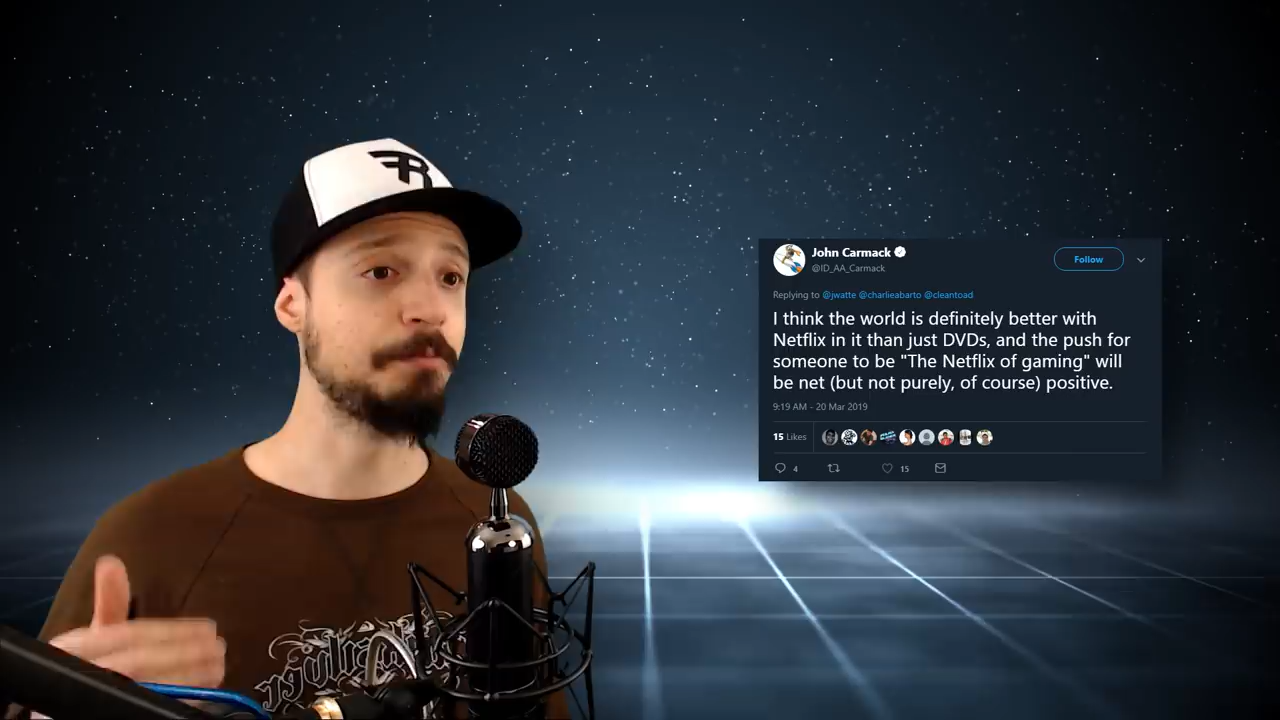 FR
John Carmack
@ID_AA_Carmack
Follow
Replying to @jwatte @charlieabarto @cleantoad
I think the world is definitely better with
Netflix in it than just DVDs, and the push for
someone to be "The Netflix of gaming" will
be net (but not purely, of course) positive.
9:19 AM - 20 Mar 2019
15 Likes
4
15